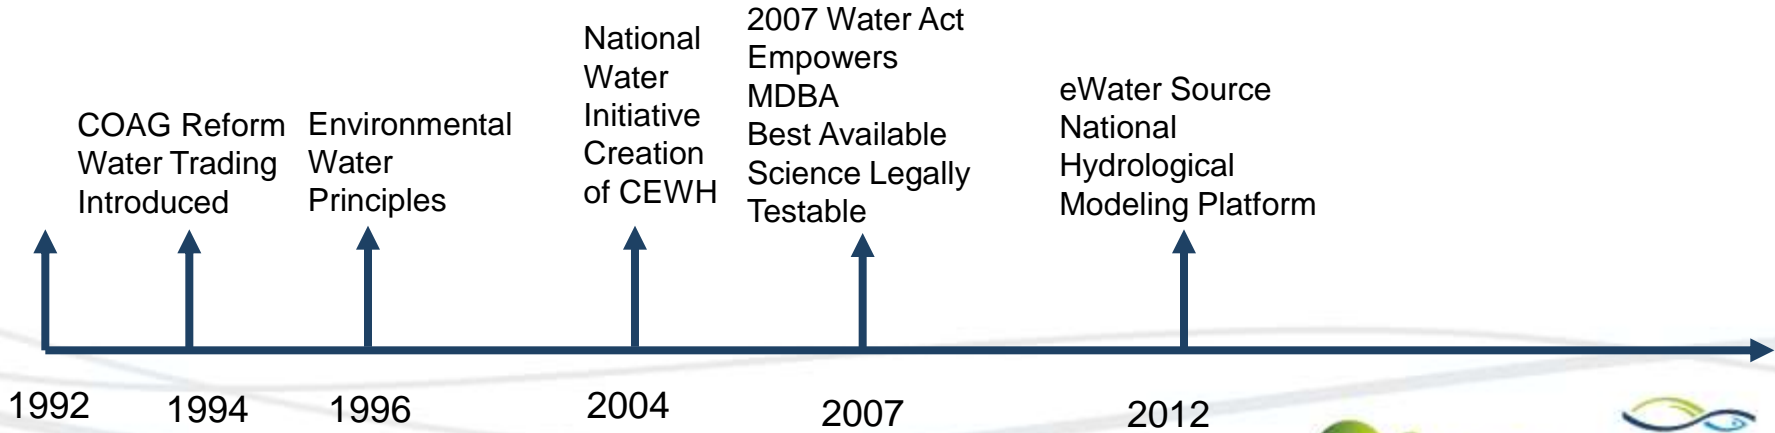 COAG Reform
Water Trading
Introduced
Environmental
Water
Principles
National
Water
Initiative
Creation
of CEWH
2007 Water Act
Empowers
MDBA
Best Available
Science Legally
Testable
eWater Source
National
Hydrological
Modeling Platform
1992
1994
1996
2004
2007
2012